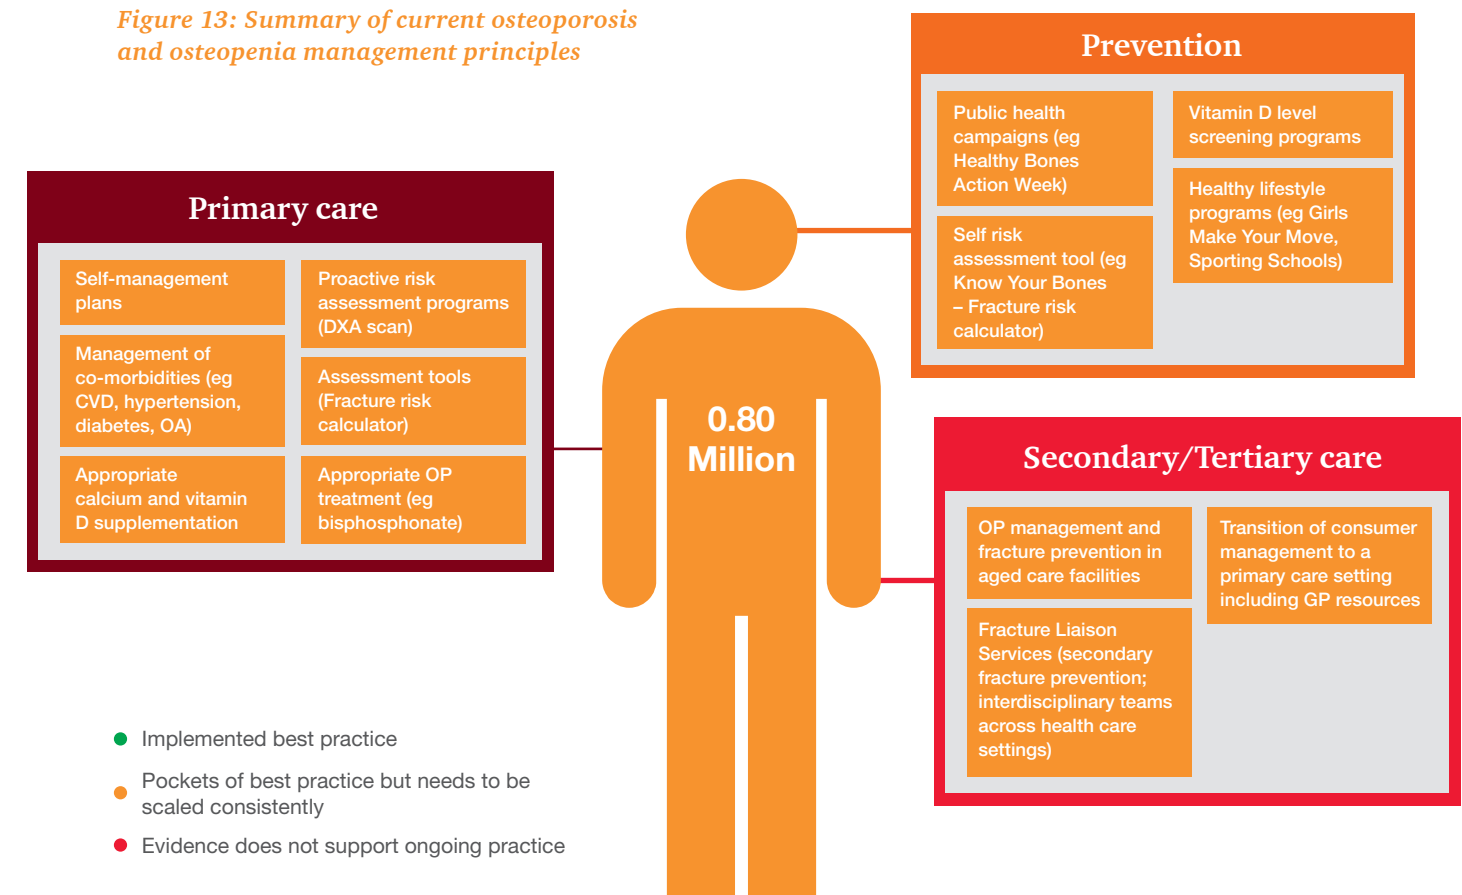 Figure 13: Summary of current osteoporosis
and osteopenia management principles
Prevention
Public health
campaigns (eg
Healthy Bones
Action Week)
Self risk
assessment tool (eg
Know Your Bones
– Fracture risk
calculator)
Vitamin D level
screening programs
Healthy lifestyle
programs (eg Girls
Make Your Move,
Sporting Schools)
Primary care
Self-management
plans
Management of
co-morbidities (eg
CVD, hypertension,
diabetes, OA)
Appropriate
calcium and vitamin
D supplementation
Proactive risk
assessment programs
(DXA scan)
Assessment tools
(Fracture risk
calculator)
Appropriate OP
treatment (eg
bisphosphonate)
0.80
Million
Secondary/Tertiary care
OP management and
fracture prevention in
aged care facilities
Fracture Liaison
Services (secondary
fracture prevention;
interdisciplinary teams
across health care
settings)
Transition of consumer
management to a
primary care setting
including GP resources
Implemented best practice
Pockets of best practice but needs to be
scaled consistently
Evidence does not support ongoing practice